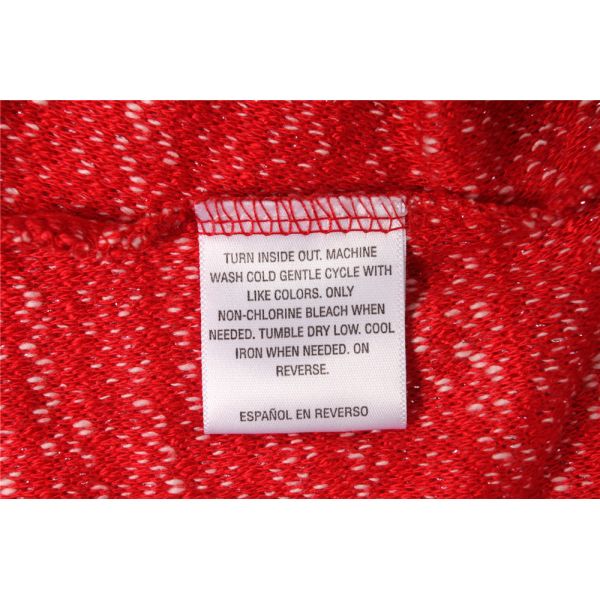 TURN INSIDE OUT. MACHINE
WASH COLD GENTLE CYCLE WITH
LIKE COLORS. ONLY
NON-CHLORINE BLEACH WHEN
NEEDED. TUMBLE DRY LOW. COOL
IRON WHEN NEEDED. ON
REVERSE.
ESPAÑOL EN REVERSO